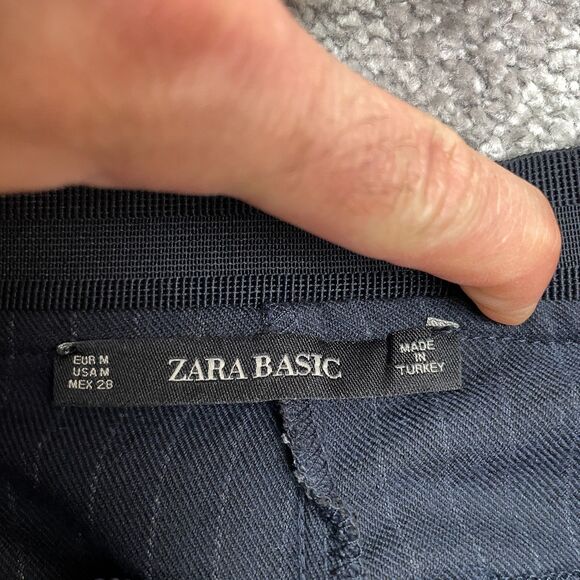 EUR M
USA M
MEX 28
ZARA BASIC
MADE
IN
TURKEY